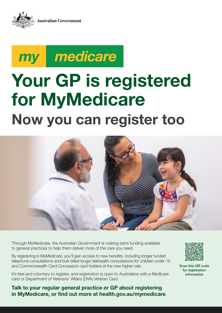 Australian Government
my medicare
Your GP is registered
for MyMedicare
Now you can register too
Through MyMedicare, the Australian Government is making extra funding available
to general practices to help them deliver more of the care you need.
By registering in MyMedicare, you'll gain access to new benefits, including longer funded
telephone consultations and bulk billed longer telehealth consultations for children under 16
and Commonwealth Card Concession card holders at the new higher rate.
It's free and voluntary to register, and registration is open to Australians with a Medicare
card or Department of Veterans' Affairs (DVA) Veteran Card.
Talk to your regular general practice or GP about registering
in MyMedicare, or find out more at health.gov.au/mymedicare
Scan this QR code
for registration
information